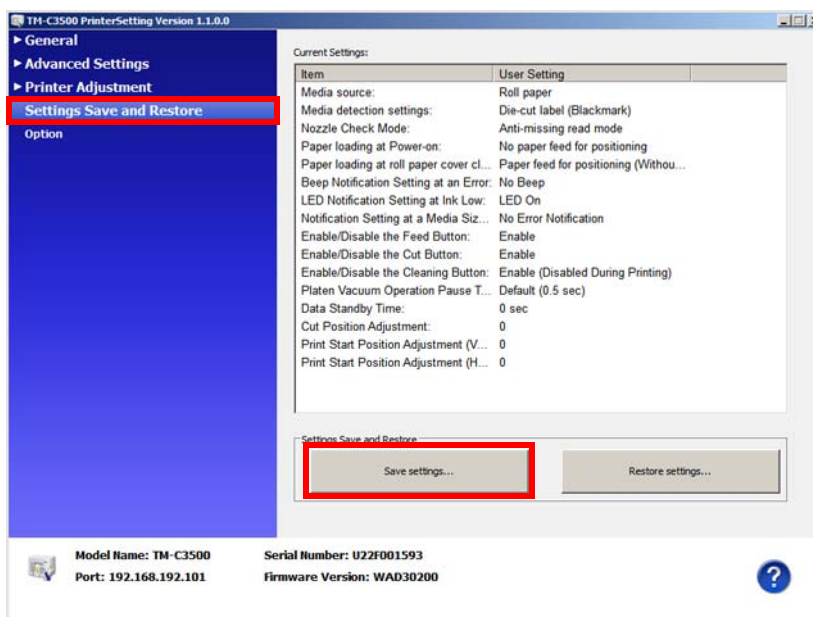 TM-C3500 PrinterSetting Version 1.1.0.0
General
Advanced Settings
Printer Adjustment
Settings Save and Restore
Option
Current Settings:
Item User Setting
Media source: Roll paper
Media detection settings: Die-cut label (Blackmark)
Nozzle Check Mode: Anti-missing read mode
Paper loading at Power-on: No paper feed for positioning
Paper loading at roll paper cover cl... Paper feed for positioning (Withou...
Beep Notification Setting at an Error: No Beep
LED Notification Setting at Ink Low: LED On
Notification Setting at a Media Siz... No Error Notification
Enable/Disable the Feed Button: Enable
Enable/Disable the Cut Button: Enable
Enable/Disable the Cleaning Button: Enable (Disabled During Printing)
Platen Vacuum Operation Pause T... Default (0.5 sec)
Data Standby Time: 0 sec
Cut Position Adjustment: 0
Print Start Position Adjustment (V... 0
Print Start Position Adjustment (H... 0
Settings Save and Restore
Save settings... Restore settings...
Model Name: TM-C3500 Serial Number: U22F001593
Port: 192.168.192.101 Firmware Version: WAD30200